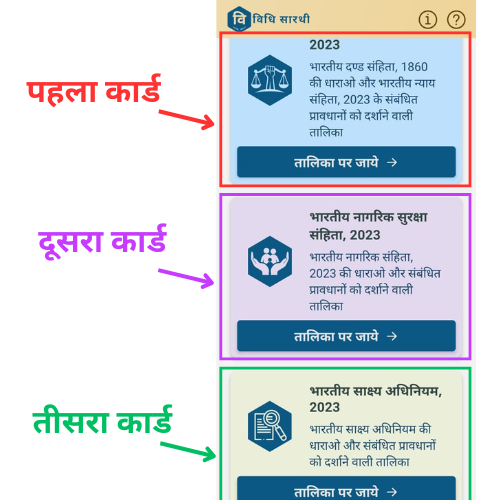 वि विधि सारथी
2023
भारतीय दण्ड संहिता, 1860
की धाराओ और भारतीय न्याय
संहिता, 2023 के संबंधित
प्रावधानों को दर्शाने वाली
तालिका
तालिका पर जाये →
पहला कार्ड
भारतीय नागरिक सुरक्षा
संहिता, 2023
भारतीय नागरिक संहिता,
2023 की धाराओ और संबंधित
प्रावधानों को दर्शाने वाली
तालिका
तालिका पर जाये →
दूसरा कार्ड
भारतीय साक्ष्य अधिनियम,
2023
भारतीय साक्ष्य अधिनियम की
धाराओ और संबंधित प्रावधानों
को दर्शाने वाली तालिका
तालिका पर जाये →
तीसरा कार्ड